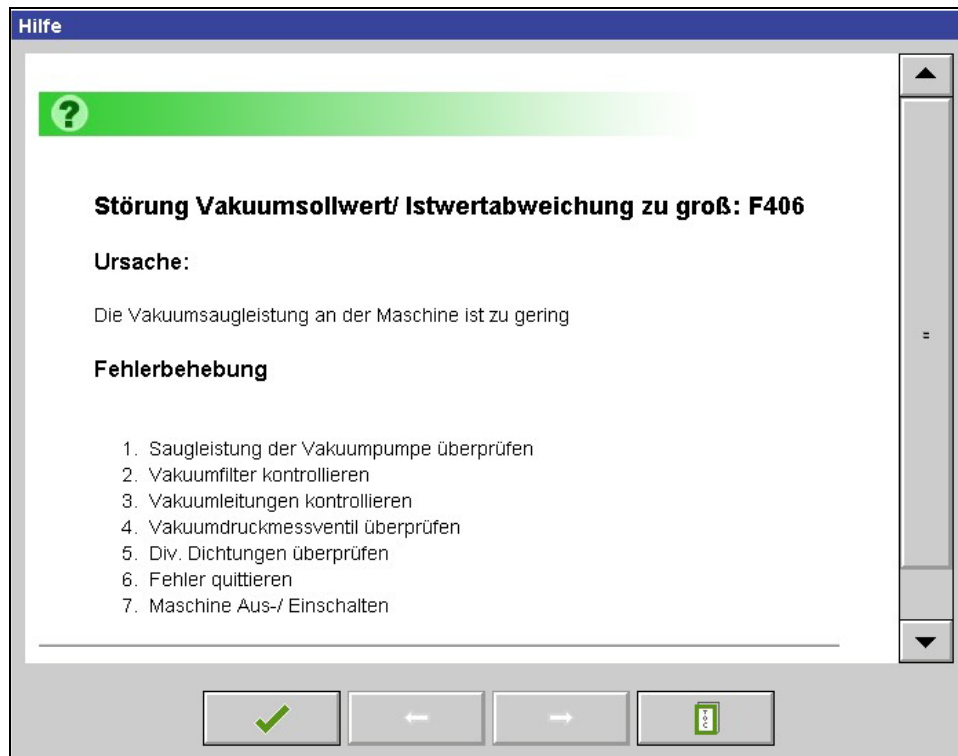 Hilfe
?
Störung Vakuumsollwert/ Istwertabweichung zu groß: F406
Ursache:
Die Vakuumsaugleistung an der Maschine ist zu gering
Fehlerbehebung
1. Saugleistung der Vakuumpumpe überprüfen
2. Vakuumfilter kontrollieren
3. Vakuumleitungen kontrollieren
4. Vakuumdruckmessventil überprüfen
5. Div. Dichtungen überprüfen
6. Fehler quittieren
7. Maschine Aus-/ Einschalten
TOC